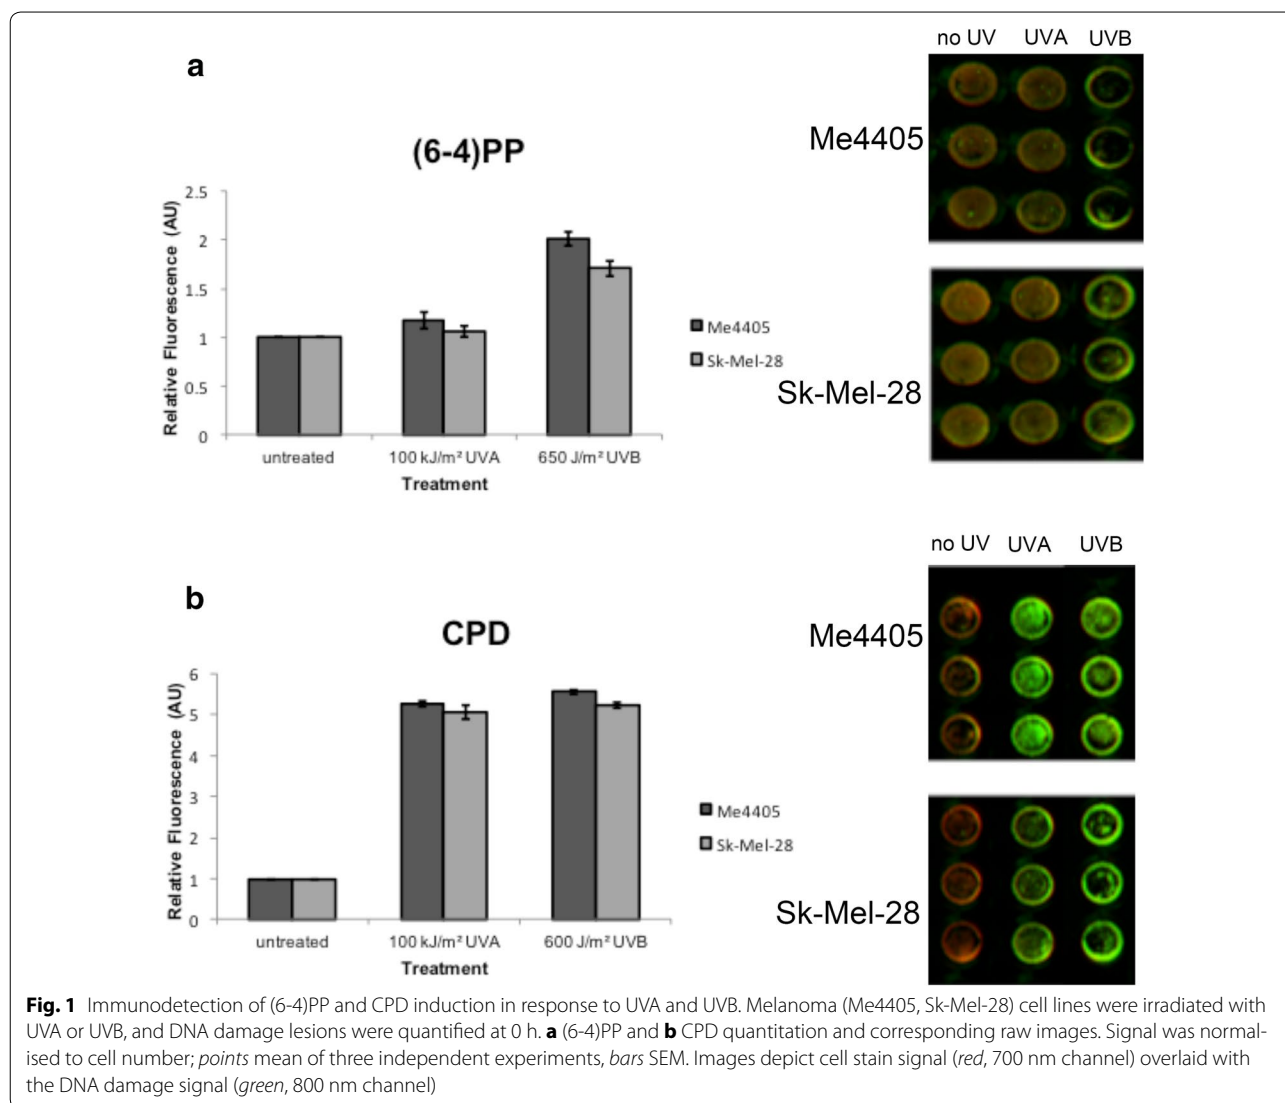 a
(6-4)PP
Relative Fluorescence (AU)
2.5
2
1.5
1
0.5
0
untreated
100 kJ/m² UVA
650 J/m² UVB
Treatment
Me4405
Sk-Mel-28
no UV UVA UVB
Me4405
Sk-Mel-28
b
CPD
Relative Fluorescence (AU)
6
5
4
3
2
1
0
untreated
100 kJ/m² UVA
600 J/m² UVB
Treatment
Me4405
Sk-Mel-28
no UV UVA UVB
Me4405
Sk-Mel-28
Fig. 1 Immunodetection of (6-4)PP and CPD induction in response to UVA and UVB. Melanoma (Me4405, Sk-Mel-28) cell lines were irradiated with
UVA or UVB, and DNA damage lesions were quantified at 0 h. a (6-4)PP and b CPD quantitation and corresponding raw images. Signal was normal-
ised to cell number; points mean of three independent experiments, bars SEM. Images depict cell stain signal (red, 700 nm channel) overlaid with
the DNA damage signal (green, 800 nm channel)